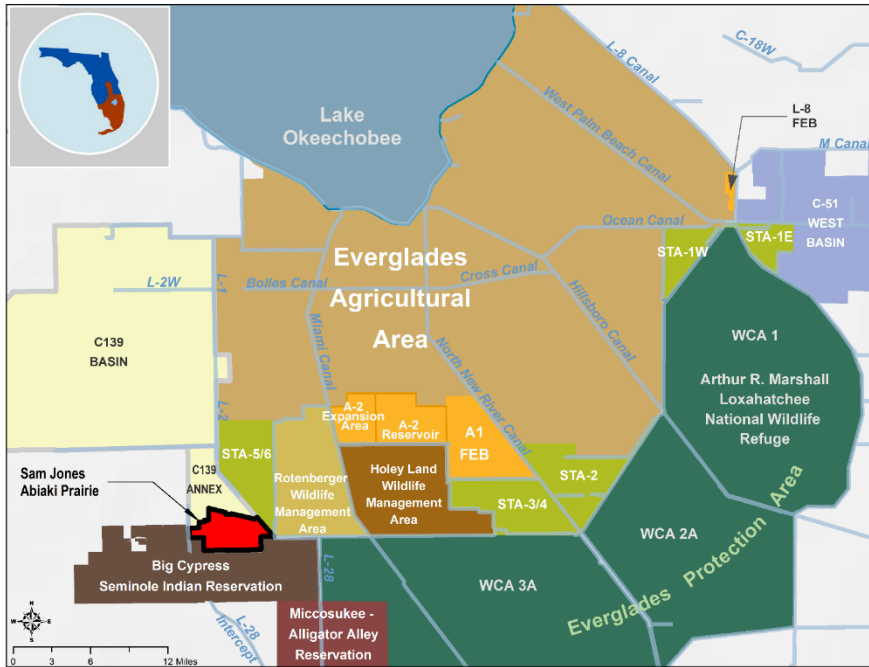 L-8 Canal
C-18W
Lake
Okeechobee
West Palm Beach Canal
L-8
FEB
M Canal
C-51
WEST
BASIN
Ocean Canal
STA-1W
STA-1E
Everglades
Agricultural
Area
L-2W
L-1
Bolles Canal
Cross Canal
Miami Canal
Hillsboro Canal
North New River Canal
C139
BASIN
L-2
WCA 1
Arthur R. Marshall
Loxahatchee
National Wildlife
Refuge
A-2
Expansion
Area
A-2
Reservoir
A1
FEB
STA-5/6
C139
ANNEX
Sam Jones
Abiaki Prairie
Rotenberger
Wildlife
Management
Area
Holey Land
Wildlife
Management
Area
STA-2
STA-3/4
WCA 2A
Everglades Protection Area
Big Cypress
Seminole Indian Reservation
L-28
WCA 3A
Miccosukee -
Alligator Alley
Reservation
L-28
Intercept
N
W E
S
0 3 6 12 Miles